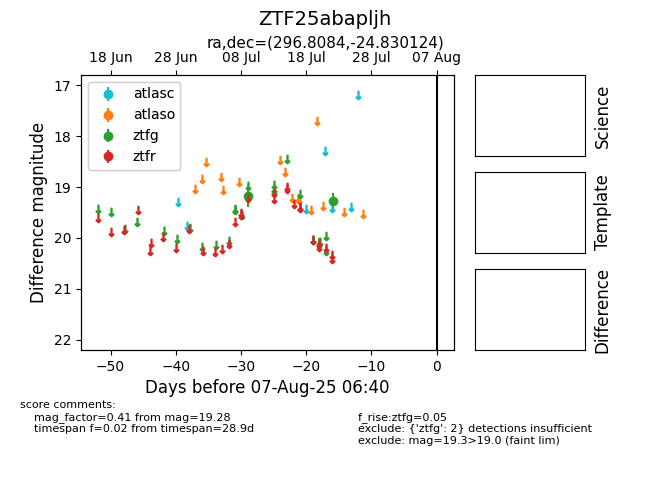 ZTF25abapljh
ra,dec=(296.8084,-24.830124)
18 Jun 28 Jun 08 Jul 18 Jul 28 Jul 07 Aug
atlasc
atlaso
ztfg
ztfr
17
18
19
20
21
22
Difference magnitude
−50 −40 −30 −20 −10 0
Days before 07-Aug-25 06:40
Science
Template
Difference
score comments:
mag_factor=0.41 from mag=19.28
timespan f=0.02 from timespan=28.9d
f_rise:ztfg=0.05
exclude: {'ztfg': 2} detections insufficient
exclude: mag=19.3>19.0 (faint lim)